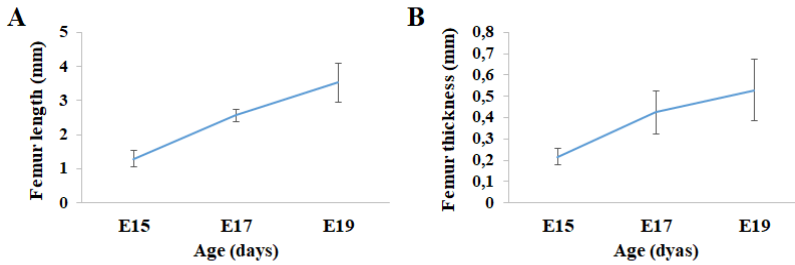 A
Femur length (mm)
5
4
3
2
1
0
E15 E17 E19
Age (days)
B
Femur thickness (mm)
0,8
0,7
0,6
0,5
0,4
0,3
0,2
0,1
0
E15 E17 E19
Age (dyas)